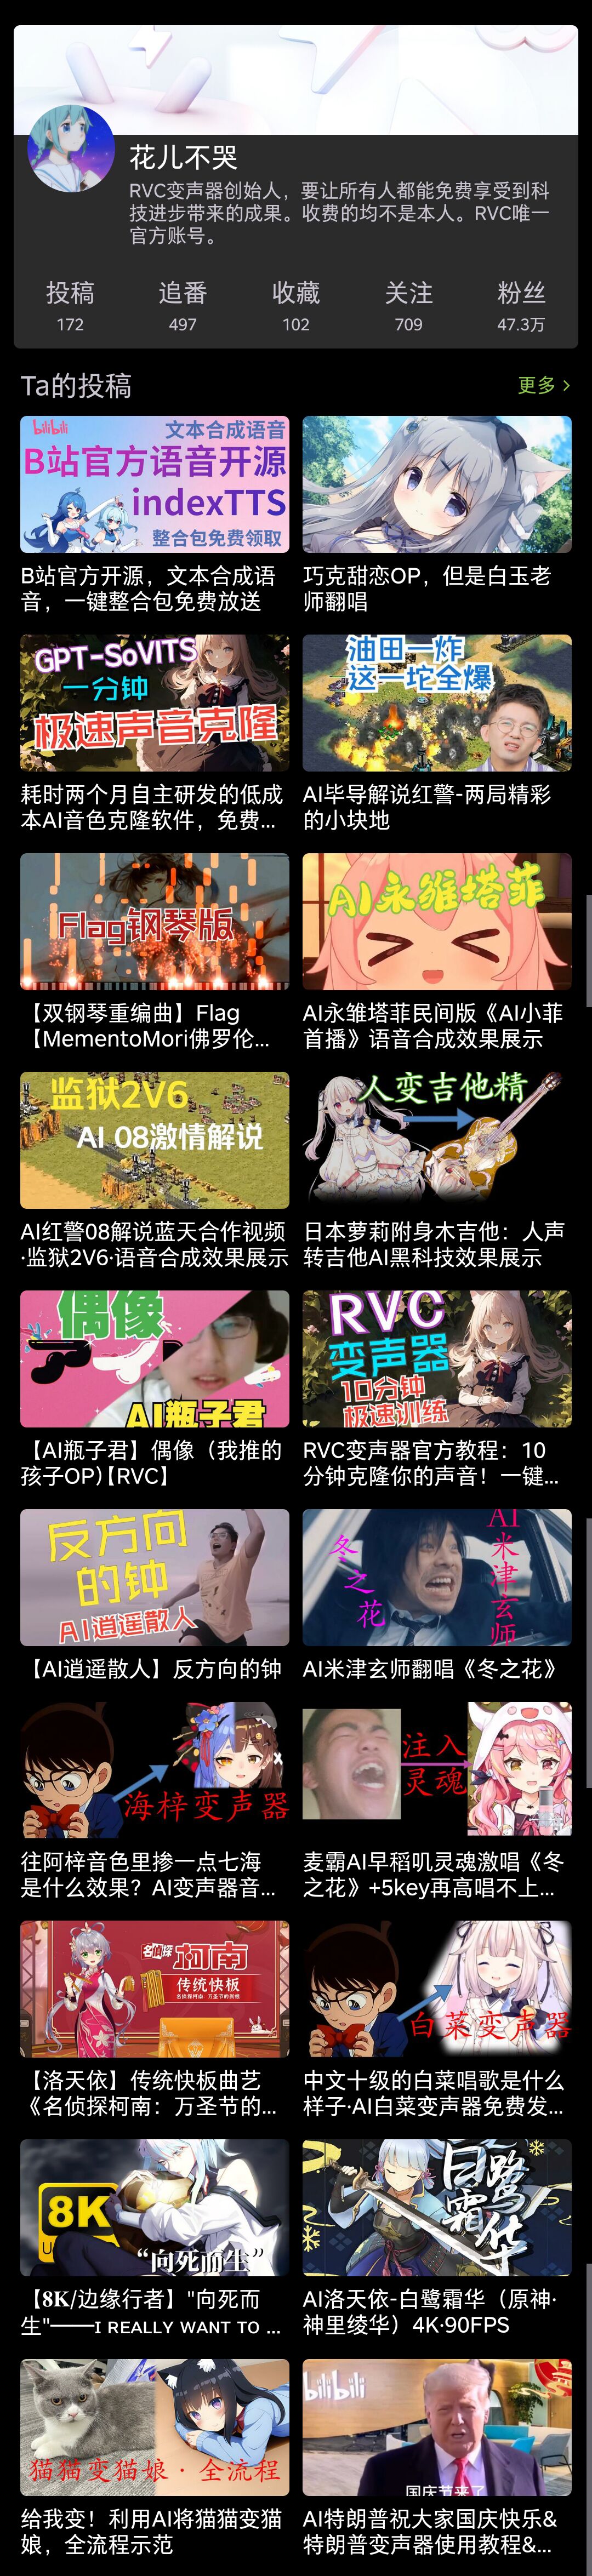 花儿不哭
RVC变声器创始人，要让所有人都能免费享受到科
技进步带来的成果。收费的均不是本人。RVC唯一
官方账号。
投稿 追番 收藏 关注 粉丝
172 497 102 709 47.3万
Ta的投稿 更多 >
bilibili 文本合成语音
B站官方语音开源
indexTTS
整合包免费领取
B站官方开源，文本合成语
音，一键整合包免费放送
巧克甜恋OP，但是白玉老
师翻唱
GPT-SoVITS
一分钟
极速声音克隆
耗时两个月自主研发的低成
本AI音色克隆软件，免费...
油田一炸
这一坨全爆
AI毕导解说红警-两局精彩
的小块地
Flag钢琴版
【双钢琴重编曲】Flag
【MementoMori佛罗伦...
AI永雏塔菲
AI永雏塔菲民间版《AI小菲
首播》语音合成效果展示
监狱2V6
AI 08激情解说
AI红警08解说蓝天合作视频
·监狱2V6·语音合成效果展示
人变吉他精
日本萝莉附身木吉他：人声
转吉他AI黑科技效果展示
偶像
AI瓶子君
【AI瓶子君】偶像（我推的
孩子OP）【RVC】
RVC
变声器
10分钟
极速训练
RVC变声器官方教程：10
分钟克隆你的声音！一键...
反方向
的钟
AI逍遥散人
【AI逍遥散人】反方向的钟
冬之花
AI米津玄师
AI米津玄师翻唱《冬之花》
海梓变声器
往阿梓音色里掺一点七海
是什么效果？AI变声器音...
注入
灵魂
麦霸AI早稻叽灵魂激唱《冬
之花》+5key再高唱不上...
名侦探柯南
传统快板
名侦探柯南：万圣节的新娘
【洛天依】传统快板曲艺
《名侦探柯南：万圣节的...
白菜变声器
中文十级的白菜唱歌是什么
样子·AI白菜变声器免费发...
8K
“向死而生”
【8K/边缘行者】"向死而
生"——I REALLY WANT TO ...
白鹭
霜华
AI洛天依-白鹭霜华（原神·
神里绫华）4K·90FPS
猫猫变猫娘·全流程
给我变！利用AI将猫猫变猫
娘，全流程示范
bilibili
国庆节来了
AI特朗普祝大家国庆快乐&
特朗普变声器使用教程&...